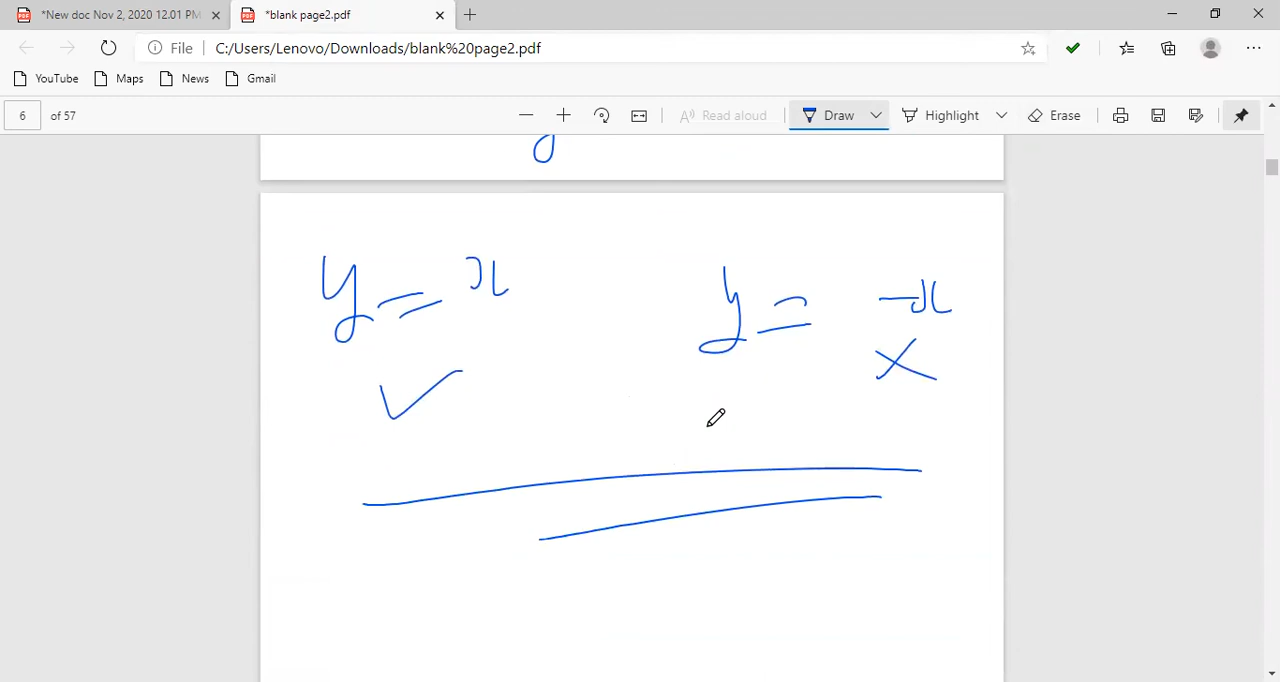 *New doc Nov 2, 2020 12.01 PM *blank page2.pdf
File C:/Users/Lenovo/Downloads/blank%20page2.pdf
YouTube Maps News Gmail
6 of 57 Read aloud Draw Highlight Erase
y = x y = -x